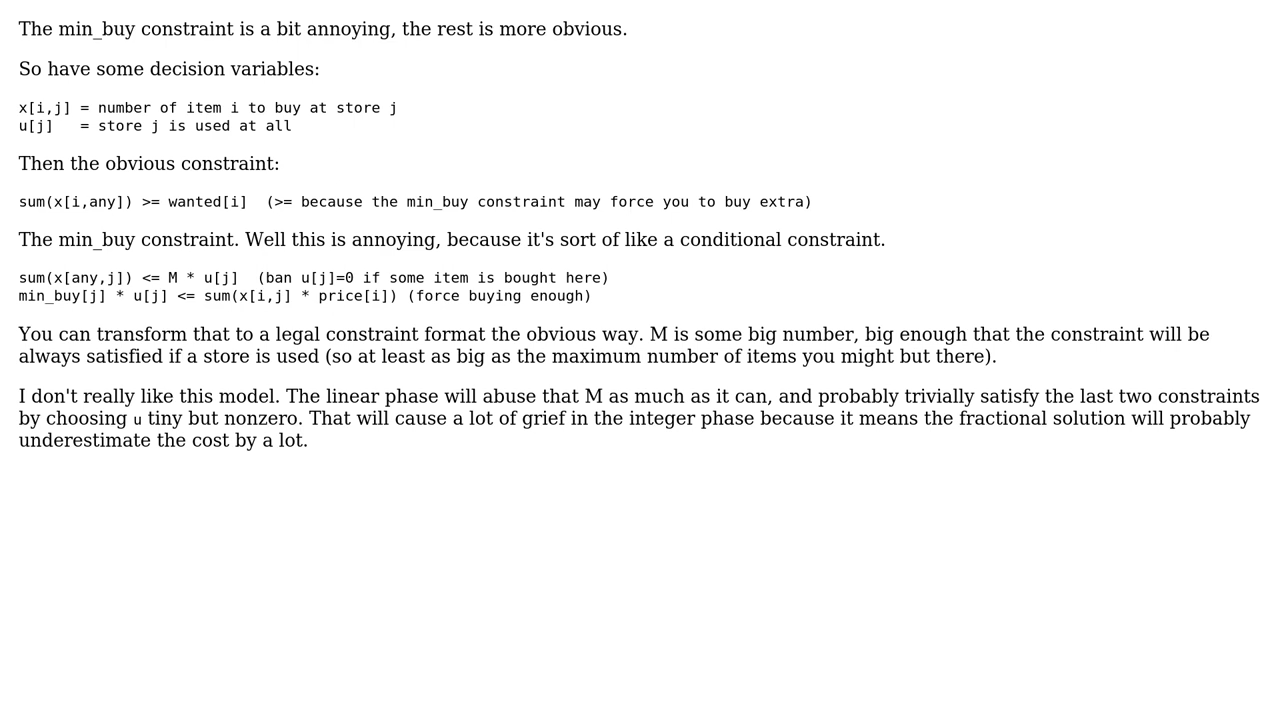 The min_buy constraint is a bit annoying, the rest is more obvious.
So have some decision variables:
x[i,j] = number of item i to buy at store j
u[j]   = store j is used at all
Then the obvious constraint:
sum(x[i,any]) >= wanted[i]  (>= because the min_buy constraint may force you to buy extra)
The min_buy constraint. Well this is annoying, because it's sort of like a conditional constraint.
sum(x[any,j]) <= M * u[j]  (ban u[j]=0 if some item is bought here)
min_buy[j] * u[j] <= sum(x[i,j] * price[i]) (force buying enough)
You can transform that to a legal constraint format the obvious way. M is some big number, big enough that the constraint will be
always satisfied if a store is used (so at least as big as the maximum number of items you might but there).
I don't really like this model. The linear phase will abuse that M as much as it can, and probably trivially satisfy the last two constraints
by choosing u tiny but nonzero. That will cause a lot of grief in the integer phase because it means the fractional solution will probably
underestimate the cost by a lot.